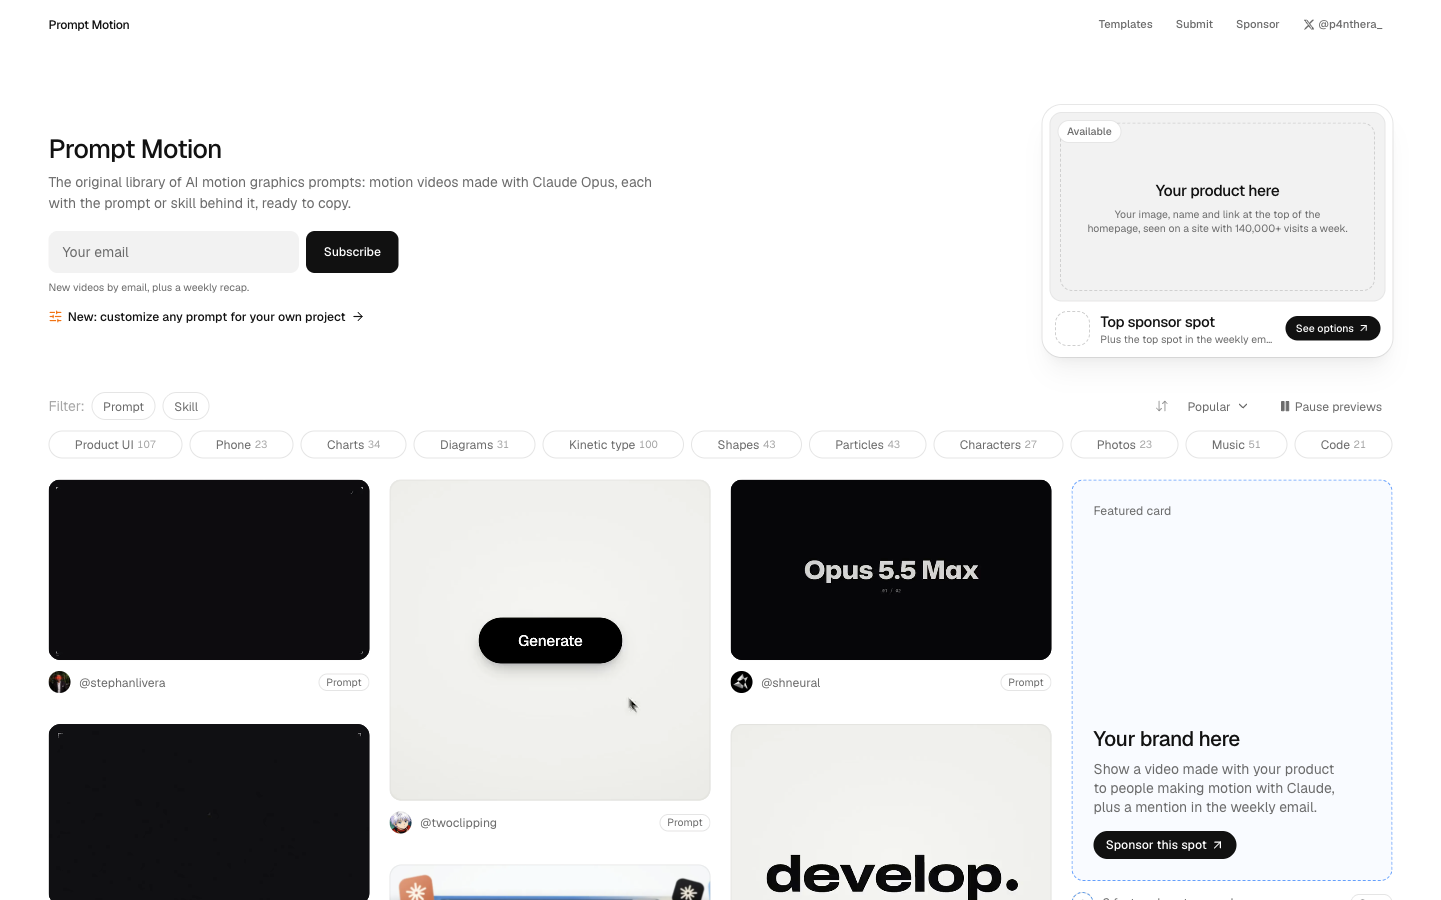 Prompt Motion
Templates
Submit
Sponsor
@p4nthera_
Prompt Motion
The original library of AI motion graphics prompts: motion videos made with Claude Opus, each
with the prompt or skill behind it, ready to copy.
Your email
Subscribe
New videos by email, plus a weekly recap.
New: customize any prompt for your own project →
Available
Your product here
Your image, name and link at the top of the
homepage, seen on a site with 140,000+ visits a week.
Top sponsor spot
Plus the top spot in the weekly em...
See options
Filter:
Prompt
Skill
Popular
Pause previews
Product UI 107
Phone 23
Charts 34
Diagrams 31
Kinetic type 100
Shapes 43
Particles 43
Characters 27
Photos 23
Music 51
Code 21
@stephanlivera
Prompt
Generate
@twoclipping
Prompt
Opus 5.5 Max
@shneural
Prompt
develop.
Featured card
Your brand here
Show a video made with your product
to people making motion with Claude,
plus a mention in the weekly email.
Sponsor this spot